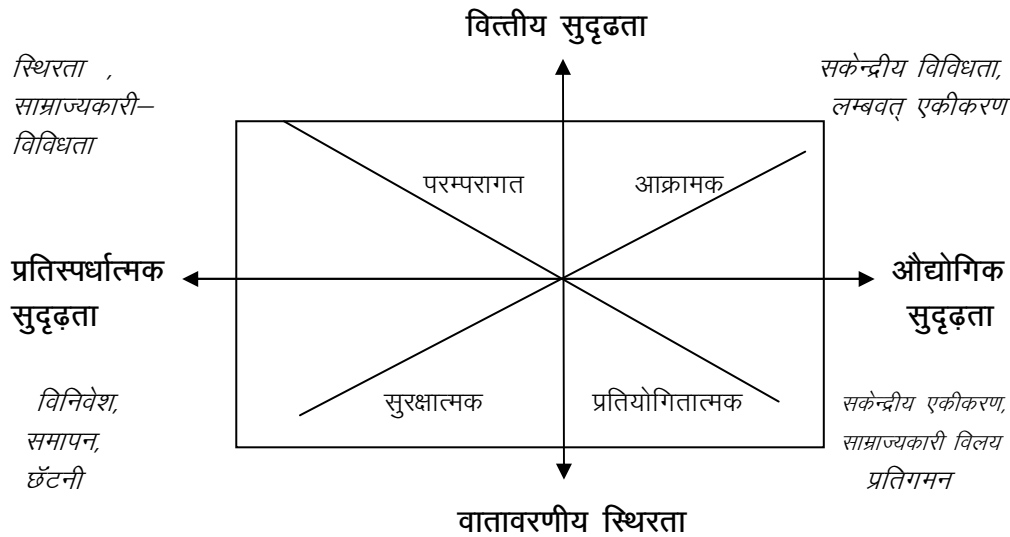 वित्तीय सुदृढता
स्थिरता ,
साम्राज्यकारी–
विविधता
सकेन्द्रीय विविधता,
लम्बवत् एकीकरण
परम्परागत
आक्रामक
प्रतिस्पर्धात्मक
सुदृढ़ता
औद्योगिक
सुदृढ़ता
विनिवेश,
समापन,
छॅटनी
सुरक्षात्मक
प्रतियोगितात्मक
सकेन्द्रीय एकीकरण,
साम्राज्यकारी विलय
प्रतिगमन
वातावरणीय स्थिरता